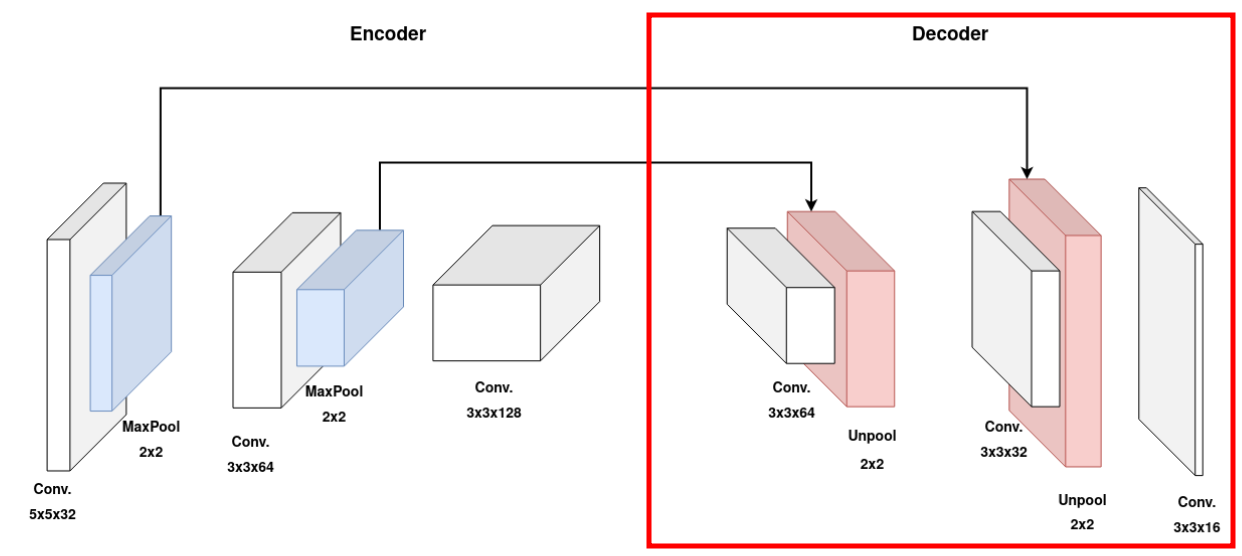 Encoder
Decoder
Conv.
5x5x32
MaxPool
2x2
Conv.
3x3x64
MaxPool
2x2
Conv.
3x3x128
Conv.
3x3x64
Unpool
2x2
Conv.
3x3x32
Unpool
2x2
Conv.
3x3x16